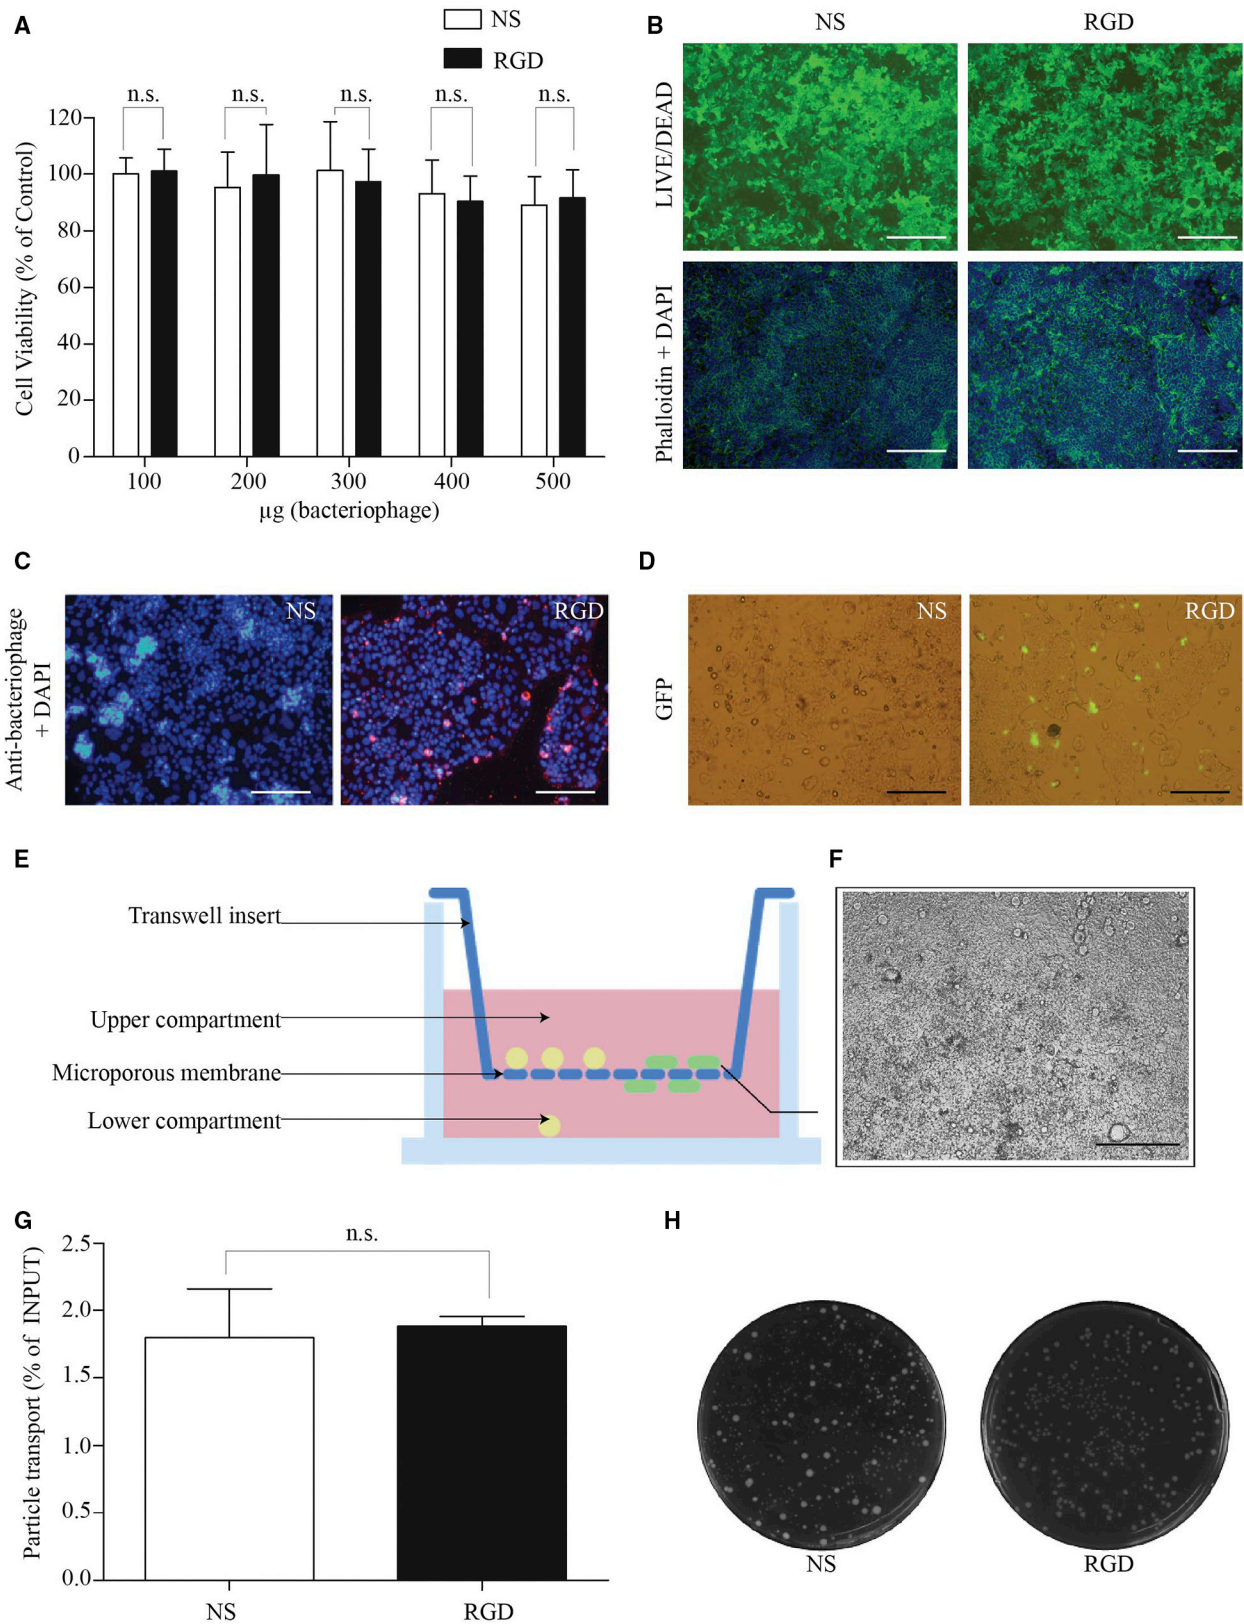 A
NS
RGD
n.s.
n.s.
n.s.
n.s.
n.s.
Cell Viability (% of Control)
120
100
80
60
40
20
0
100
200
300
400
500
µg (bacteriophage)
B
NS
RGD
LIVE/DEAD
Phalloidin + DAPI
C
Anti-bacteriophage
+ DAPI
NS
RGD
D
GFP
NS
RGD
E
Transwell insert
Upper compartment
Microporous membrane
Lower compartment
F
G
n.s.
Particle transport (% of INPUT)
2.5
2.0
1.5
1.0
0.5
0.0
NS
RGD
H
NS
RGD